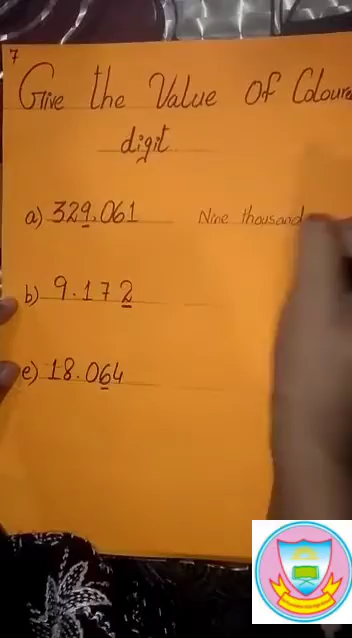 7
Give the Value of Coloure
digit
a) 329,061 Nine thousand
b) 9.172
e) 18.064